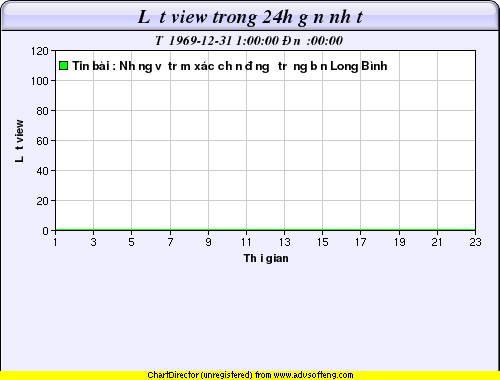 L t view trong 24h g n nh t
T 1969-12-31 1:00:00 Đn :00:00
Tin bài : Nh ng v tr m xác ch n đ ng tr ng b n Long Bình
L t view
120
100
80
60
40
20
0
1 3 5 7 9 11 13 15 17 19 21 23
Th i gian
ChartDirector (unregistered) from www.advsofteng.com